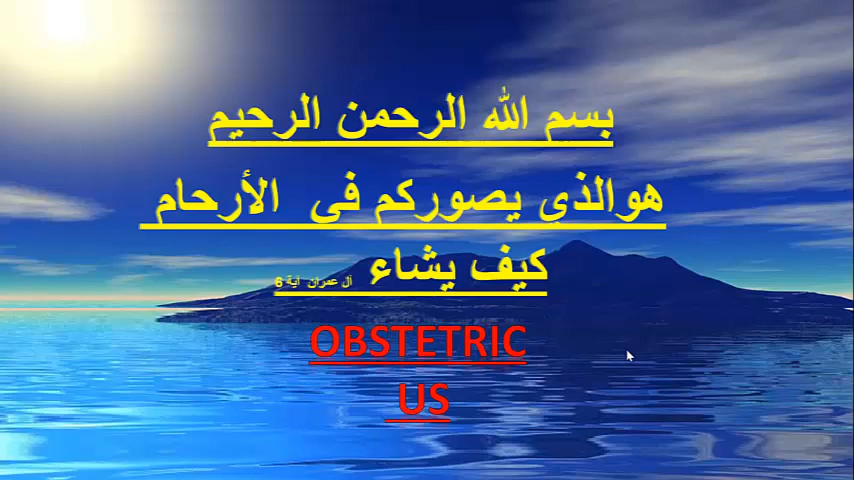 بسم الله الرحمن الرحيم
هوالذى يصوركم فى الأرحام
كيف يشاء آل عمران آية 6
OBSTETRIC
US